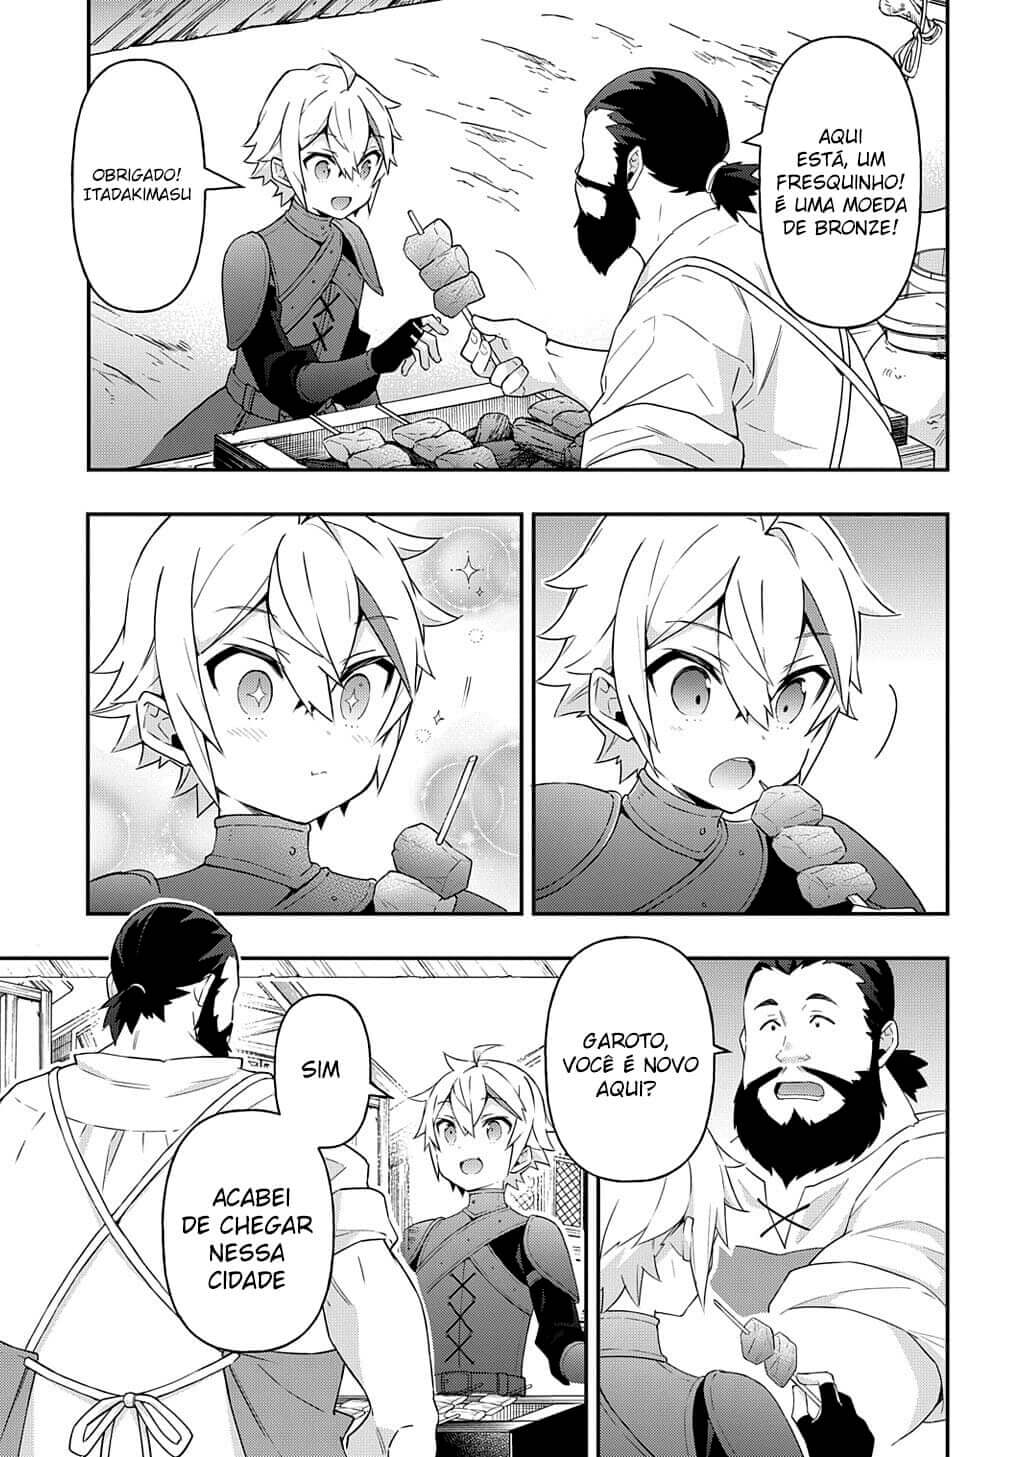 AQUI
ESTÁ, UM
FRESQUINHO!
É UMA MOEDA
DE BRONZE!
OBRIGADO!
ITADAKIMASU
GAROTO,
VOCÊ É NOVO
AQUI?
SIM
ACABEI
DE CHEGAR
NESSA
CIDADE